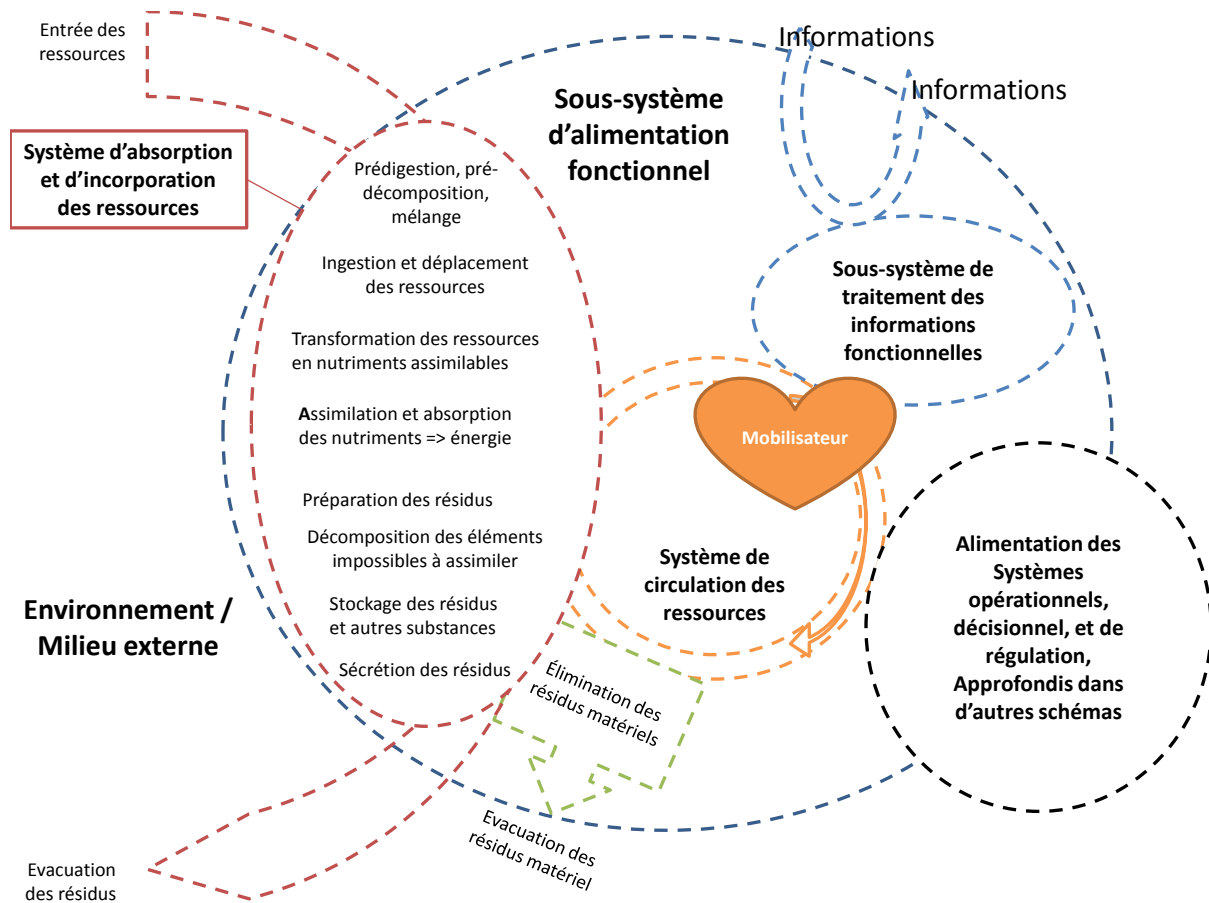 Entrée des
ressources
Informations
Informations
Sous-système
d'alimentation
fonctionnel
Système d'absorption
et d'incorporation
des ressources
Prédigestion, pré-
décomposition,
mélange
Ingestion et déplacement
des ressources
Sous-système de
traitement des
informations
fonctionnelles
Transformation des ressources
en nutriments assimilables
Assimilation et absorption
des nutriments => énergie
Mobilisateur
Préparation des résidus
Décomposition des éléments
impossibles à assimiler
Système de
circulation des
ressources
Alimentation des
Systèmes
opérationnels,
décisionnel, et de
régulation,
Approfondis dans
d'autres schémas
Environnement /
Milieu externe
Stockage des résidus
et autres substances
Sécrétion des résidus
Élimination des
résidus matériels
Evacuation des
résidus matériel
Evacuation
des résidus